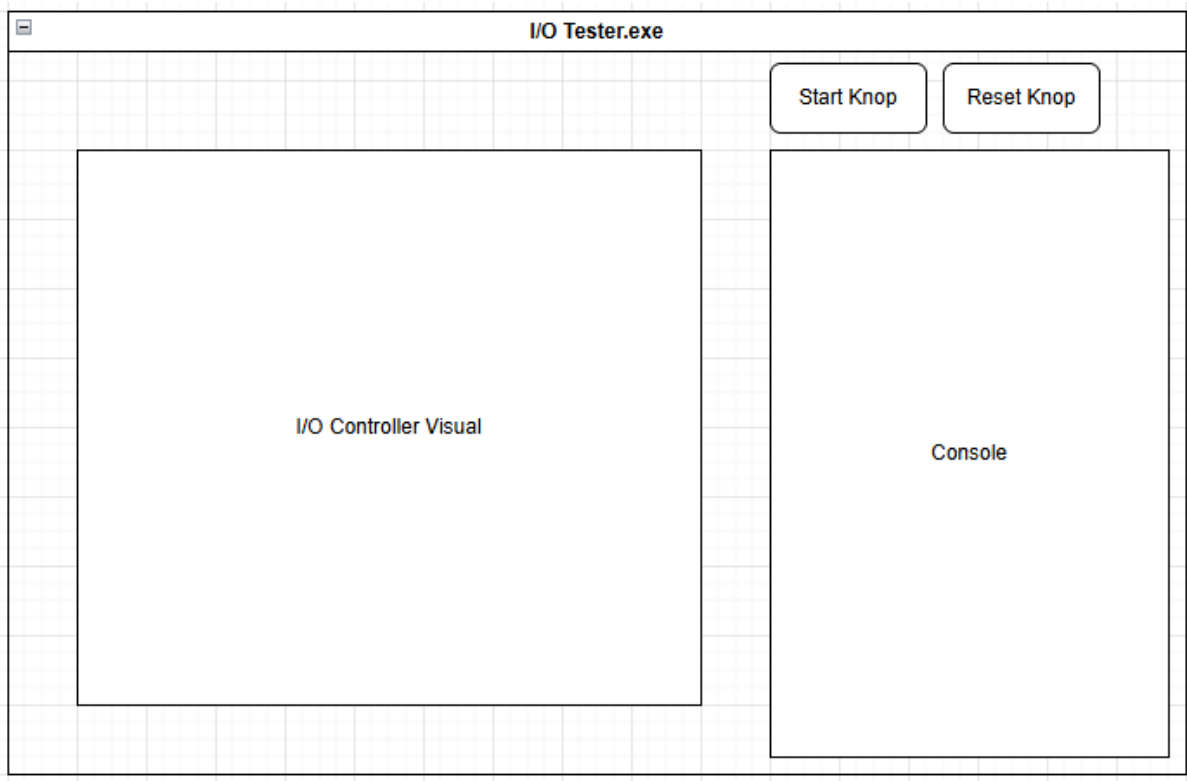 I/O Tester.exe
Start Knop
Reset Knop
I/O Controller Visual
Console